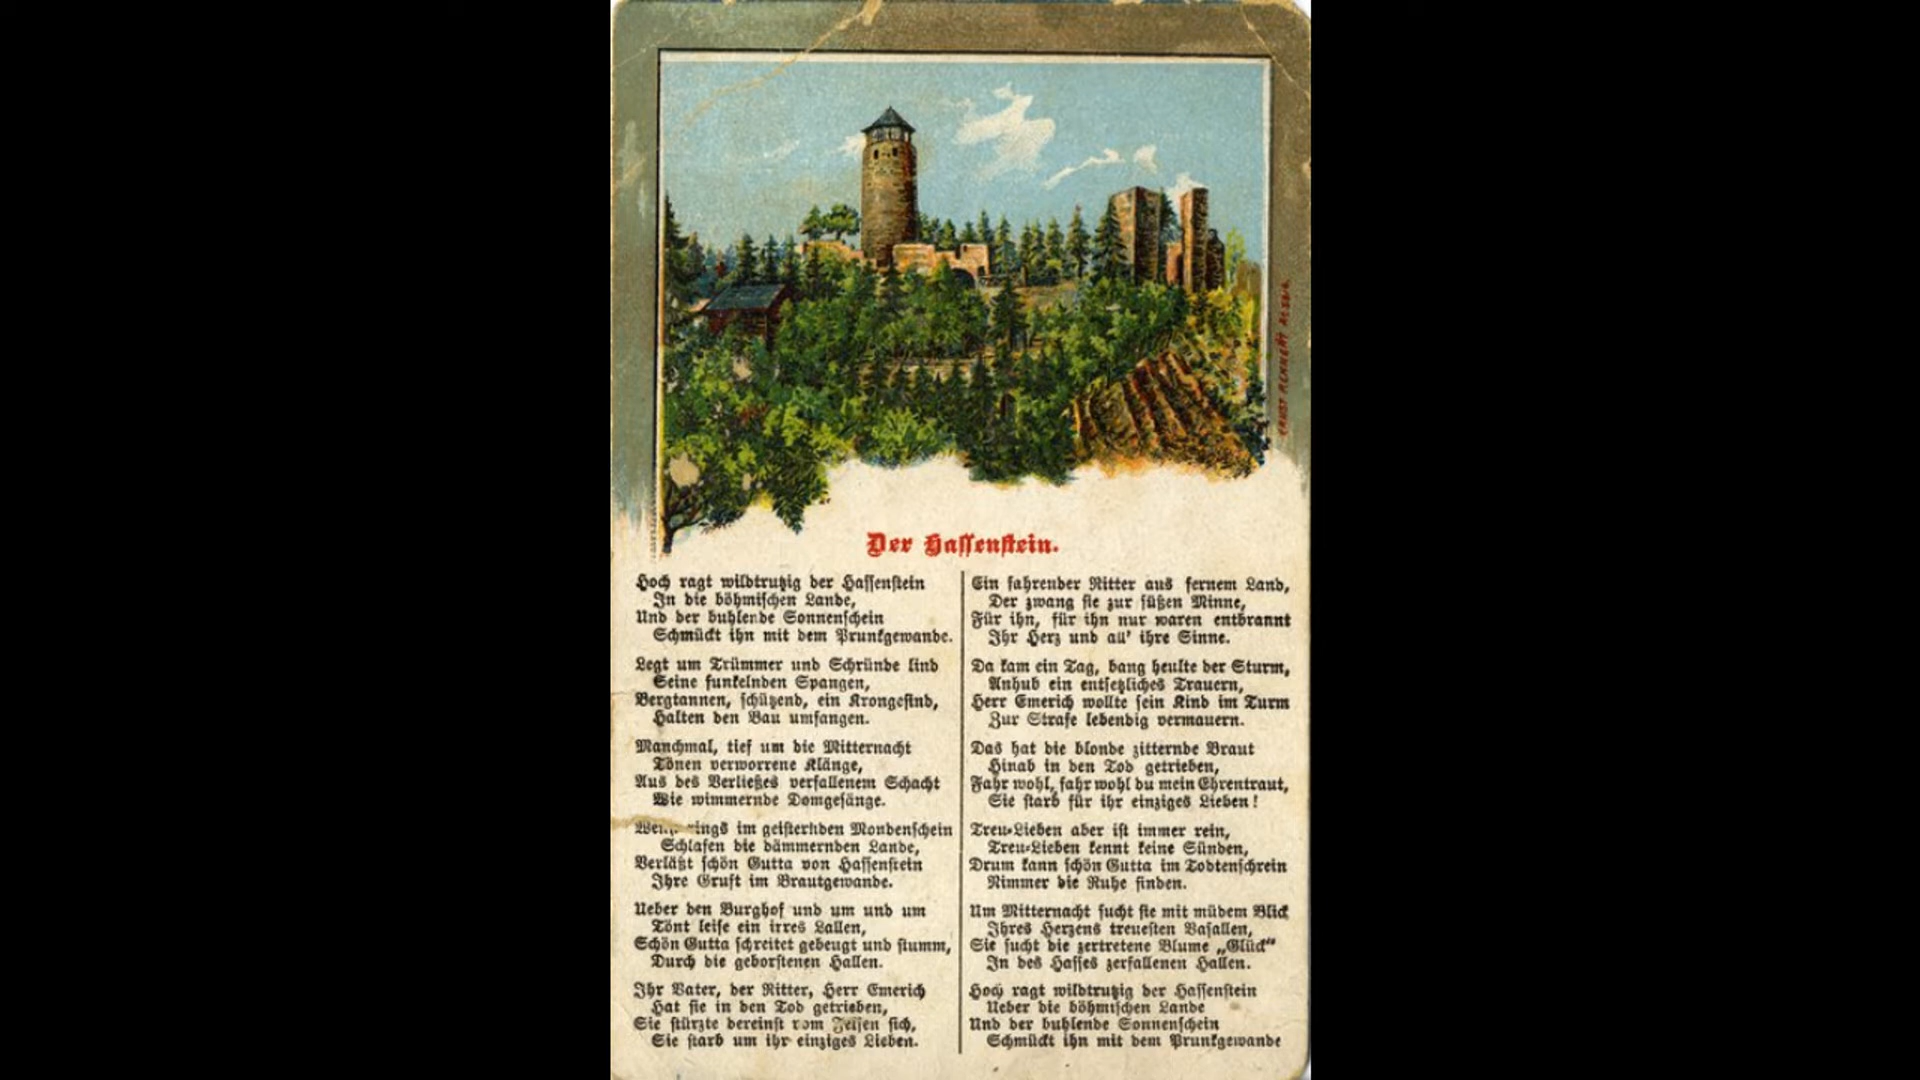 Der Hassenstein.
Hoch ragt wildtrutzig der Hassenstein
In die böhmischen Lande,
Und der buhlende Sonnenschein
Schmückt ihn mit dem Prunkgewande.
Legt um Trümmer und Schründe lind
Seine funkelnden Spangen,
Bergtannen, schützend, ein Krongesind,
Halten den Bau umfangen.
Manchmal, tief um die Mitternacht
Tönen verworrene Klänge,
Aus des Verließes verfallenem Schacht
Wie wimmernde Domgesänge.
im geisternden Mondenschein
Schlafen die dämmernden Lande,
Verläßt schön Gutta von Hassenstein
Ihre Gruft im Brautgewande.
Ueber den Burghof und um und um
Tönt leise ein irres Lallen,
Schön Gutta schreitet gebeugt und stumm,
Durch die geborstenen Hallen.
Ihr Vater, der Ritter, Herr Emerich
Hat sie in den Tod getrieben,
Sie stürzte dereinst vom Felsen sich,
Sie starb um ihr einziges Lieben.
Ein fahrender Ritter aus fernem Land,
Der zwang sie zur süßen Minne,
Für ihn, für ihn nur waren entbrannt
Ihr Herz und all' ihre Sinne.
Da kam ein Tag, bang heulte der Sturm,
Anhub ein entsetzliches Trauern,
Herr Emerich wollte sein Kind im Turm
Zur Strafe lebendig vermauern.
Das hat die blonde zitternde Braut
Hinab in den Tod getrieben,
Fahr wohl, fahr wohl du mein Ehrentraut,
Sie starb für ihr einziges Lieben!
Treu-Lieben aber ist immer rein,
Treu-Lieben kennt keine Sünden,
Drum kann schön Gutta im Todtenschrein
Nimmer die Ruhe finden.
Um Mitternacht sucht sie mit müdem Blick
Ihres Herzens treuesten Vasallen,
Sie sucht die zertretene Blume „Glück“
In des Hasses zerfallenen Hallen.
Hoch ragt wildtrutzig der Hassenstein
Ueber die böhmischen Lande
Und der buhlende Sonnenschein
Schmückt ihn mit dem Prunkgewande